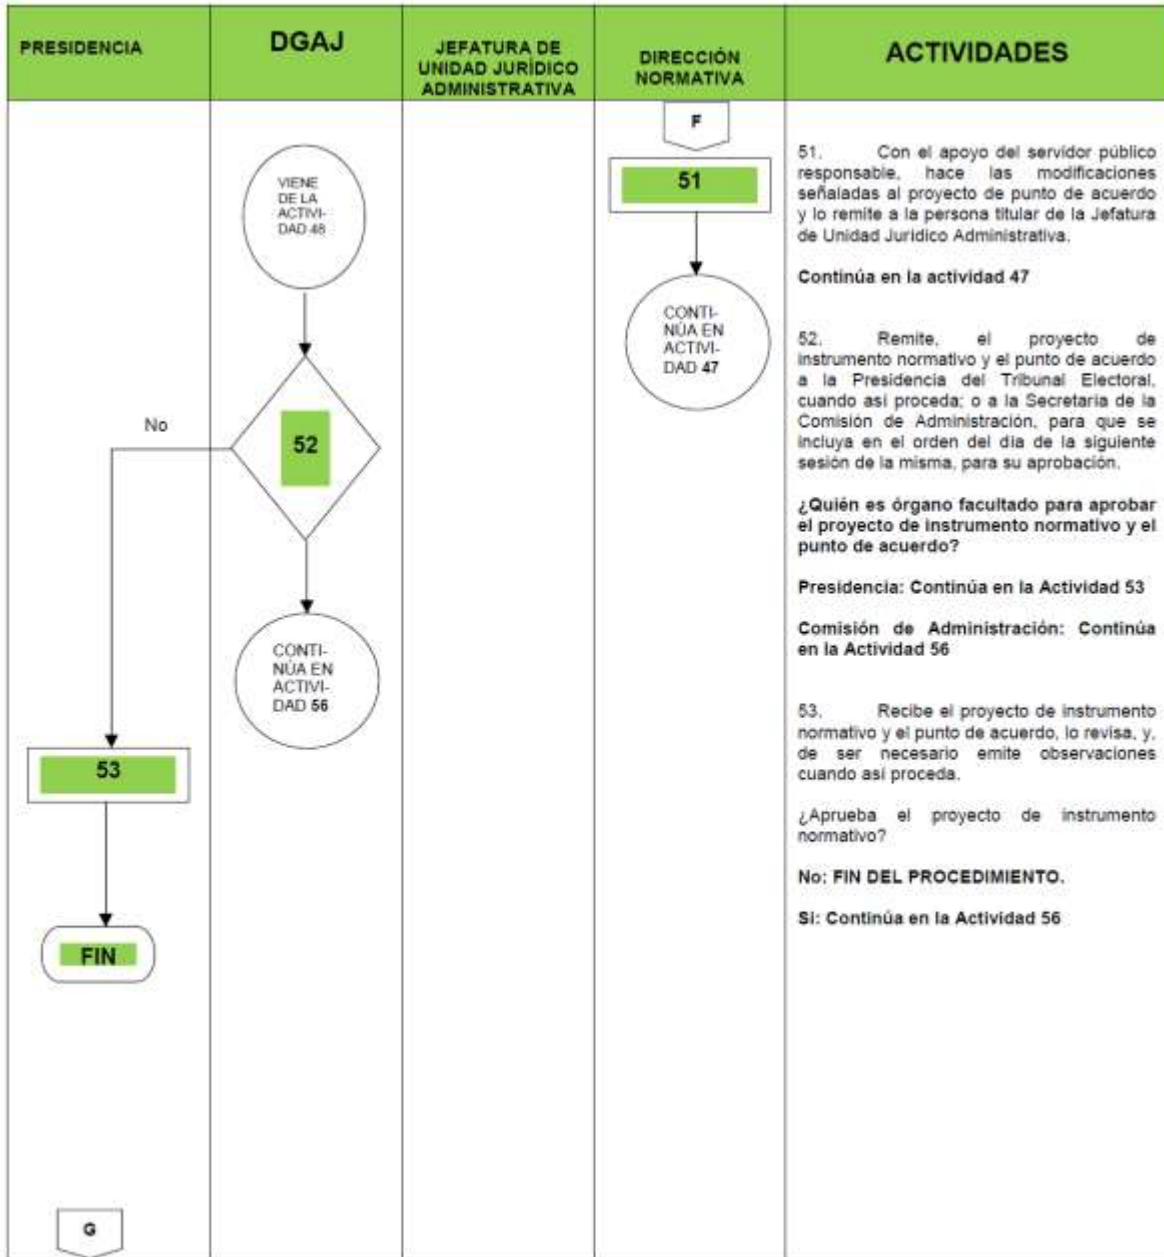 PRESIDENCIA
DGAJ
JEFATURA DE
UNIDAD JURÍDICO
ADMINISTRATIVA
DIRECCIÓN
NORMATIVA
ACTIVIDADES
VIENE
DE LA
ACTIVI-
DAD 48
No
52
CONTI-
NÚA EN
ACTIVI-
DAD 56
53
FIN
G
F
51
CONTI-
NÚA EN
ACTIVI-
DAD 47
51. Con el apoyo del servidor público
responsable, hace las modificaciones
señaladas al proyecto de punto de acuerdo
y lo remite a la persona titular de la Jefatura
de Unidad Jurídico Administrativa.
Continúa en la actividad 47
52. Remite, el proyecto de
instrumento normativo y el punto de acuerdo
a la Presidencia del Tribunal Electoral,
cuando así proceda; o a la Secretaría de la
Comisión de Administración, para que se
incluya en el orden del día de la siguiente
sesión de la misma, para su aprobación.
¿Quién es órgano facultado para aprobar
el proyecto de instrumento normativo y el
punto de acuerdo?
Presidencia: Continúa en la Actividad 53
Comisión de Administración: Continúa
en la Actividad 56
53. Recibe el proyecto de instrumento
normativo y el punto de acuerdo, lo revisa, y,
de ser necesario emite observaciones
cuando así proceda.
¿Aprueba el proyecto de instrumento
normativo?
No: FIN DEL PROCEDIMIENTO.
Si: Continúa en la Actividad 56